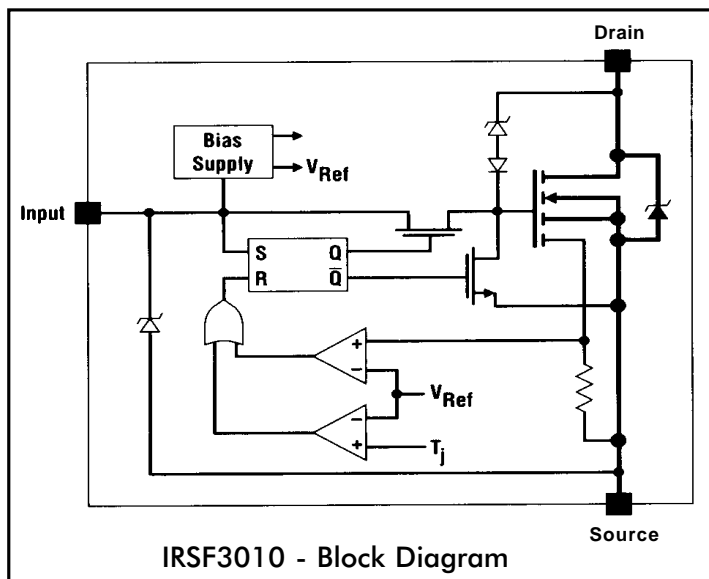 Drain
Bias
Supply
V_Ref
Input
S Q
R Q̅
+
−
V_Ref
−
+
T_j
Source
IRSF3010 - Block Diagram